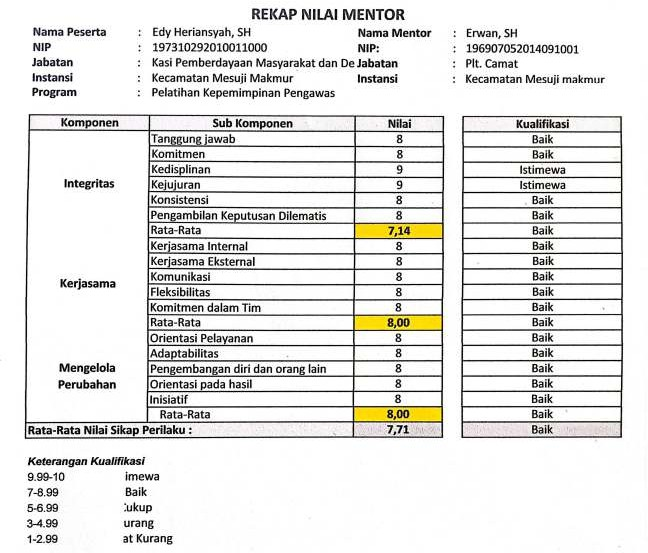 REKAP NILAI MENTOR
Nama Peserta : Edy Heriansyah, SH Nama Mentor : Erwan, SH
NIP : 197310292010011000 NIP: : 196907052014091001
Jabatan : Kasi Pemberdayaan Masyarakat dan De Jabatan : Plt. Camat
Instansi : Kecamatan Mesuji Makmur Instansi : Kecamatan Mesuji makmur
Program : Pelatihan Kepemimpinan Pengawas
Komponen Sub Komponen Nilai Kualifikasi
Tanggung jawab 8 Baik
Komitmen 8 Baik
Kedisplinan 9 Istimewa
Integritas Kejujuran 9 Istimewa
Konsistensi 8 Baik
Pengambilan Keputusan Dilematis 8 Baik
Rata-Rata 7,14 Baik
Kerjasama Internal 8 Baik
Kerjasama Eksternal 8 Baik
Kerjasama Komunikasi 8 Baik
Fleksibilitas 8 Baik
Komitmen dalam Tim 8 Baik
Rata-Rata 8,00 Baik
Orientasi Pelayanan 8 Baik
Adaptabilitas 8 Baik
Mengelola Pengembangan diri dan orang lain 8 Baik
Perubahan Orientasi pada hasil 8 Baik
Inisiatif 8 Baik
Rata-Rata 8,00 Baik
Rata-Rata Nilai Sikap Perilaku : 7,71 Baik
Keterangan Kualifikasi
9.99-10 imewa
7-8.99 Baik
5-6.99 ukup
3-4.99 urang
1-2.99 at Kurang